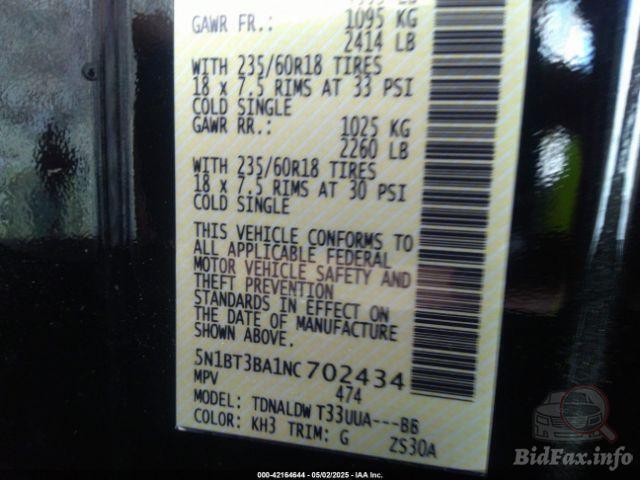 GAWR FR.: 1095 KG
2414 LB
WITH 235/60R18 TIRES
18 x 7.5 RIMS AT 33 PSI
COLD SINGLE
GAWR RR.: 1025 KG
2260 LB
WITH 235/60R18 TIRES
18 x 7.5 RIMS AT 30 PSI
COLD SINGLE
THIS VEHICLE CONFORMS TO
ALL APPLICABLE FEDERAL
MOTOR VEHICLE SAFETY AND
THEFT PREVENTION
STANDARDS IN EFFECT ON
THE DATE OF MANUFACTURE
SHOWN ABOVE.
5N1BT3BA1NC702434
MPV 474
MODEL: TDNALDW T33UUA---BB
COLOR: KH3 TRIM: G ZS30A
000-42164644 - 05/02/2025 - IAA Inc.
BidFax.info